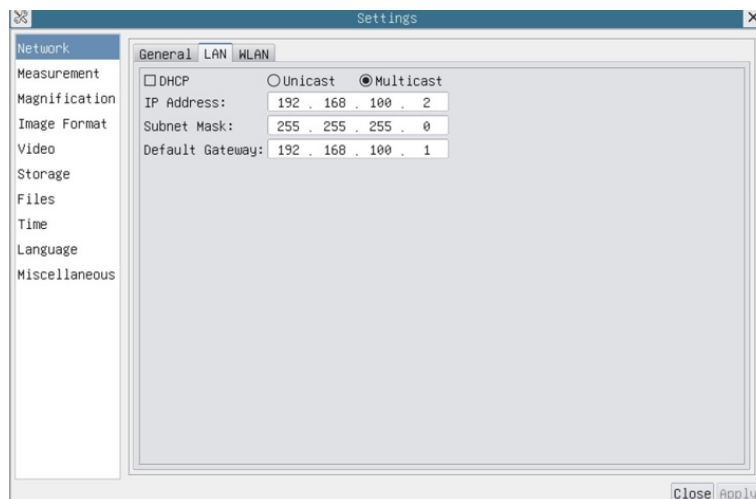 Settings
Network
Measurement
Magnification
Image Format
Video
Storage
Files
Time
Language
Miscellaneous
General LAN WLAN
DHCP Unicast Multicast
IP Address: 192 . 168 . 100 . 2
Subnet Mask: 255 . 255 . 255 . 0
Default Gateway: 192 . 168 . 100 . 1
Close Apply